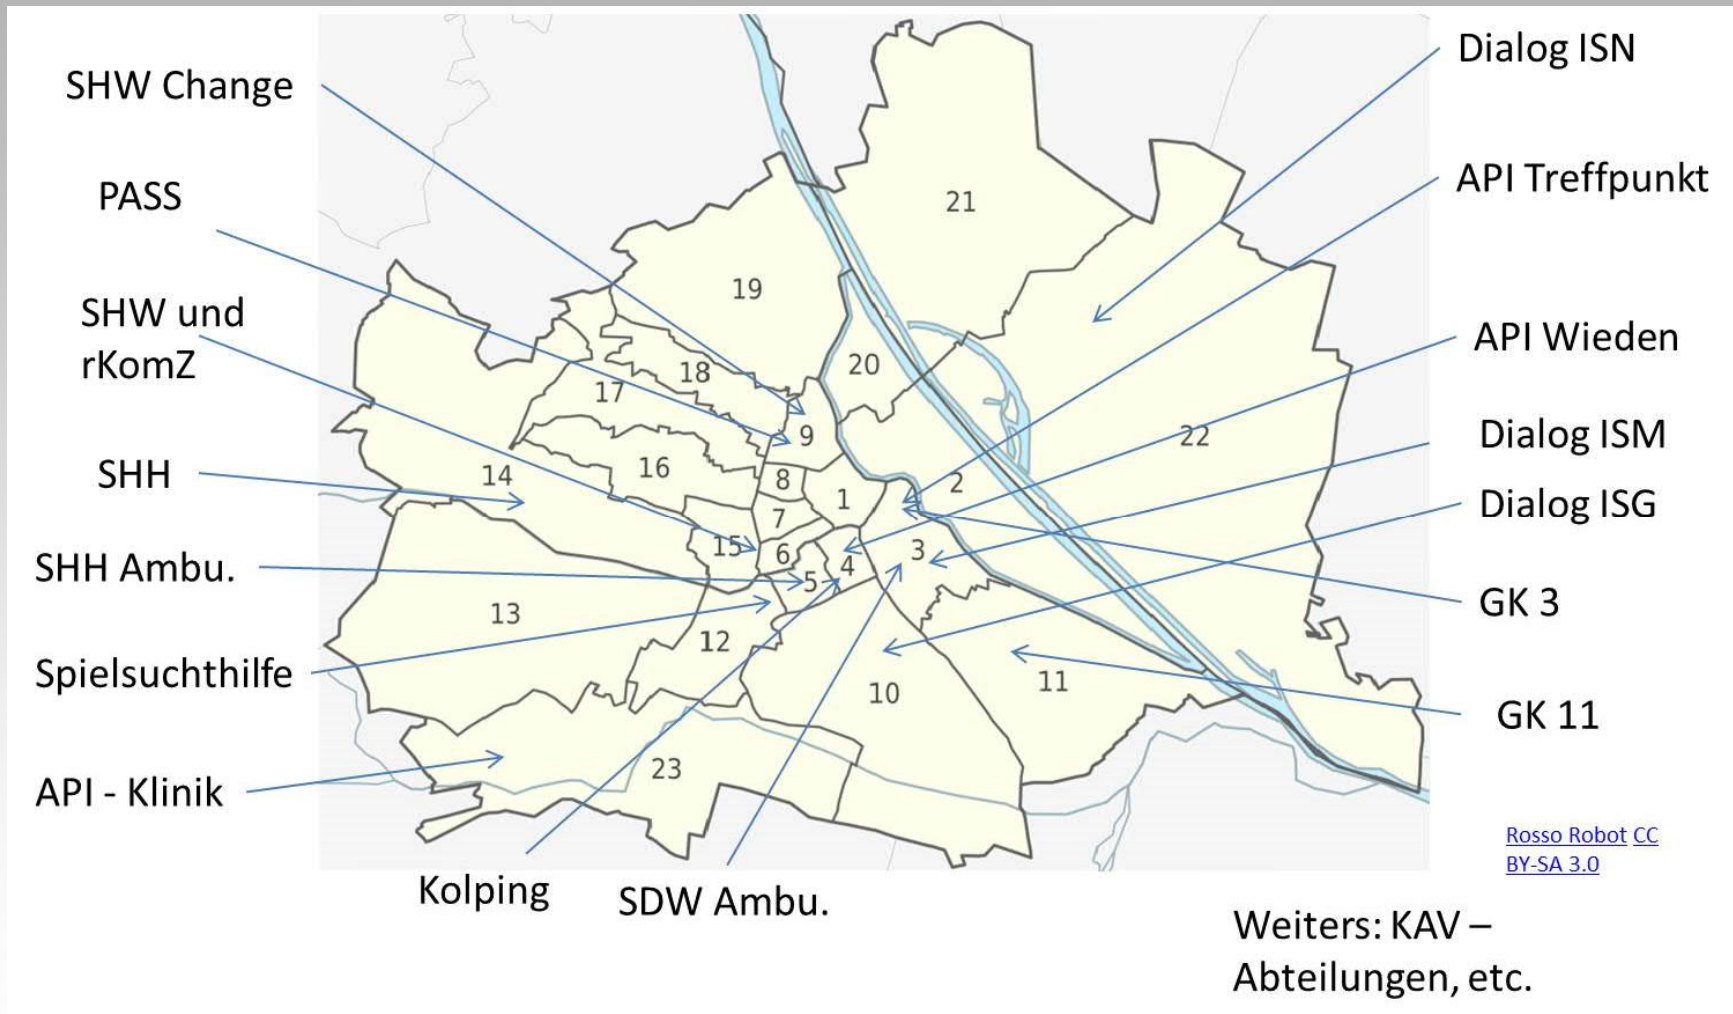 SHW Change
PASS
SHW und
rKomZ
SHH
SHH Ambu.
Spielsuchthilfe
API - Klinik
Kolping
SDW Ambu.
21
19
20
18
17
9
22
16
14
8
2
1
7
15
6
3
4
5
13
12
11
10
23
Dialog ISN
API Treffpunkt
API Wieden
Dialog ISM
Dialog ISG
GK 3
GK 11
Rosso Robot CC
BY-SA 3.0
Weiters: KAV –
Abteilungen, etc.